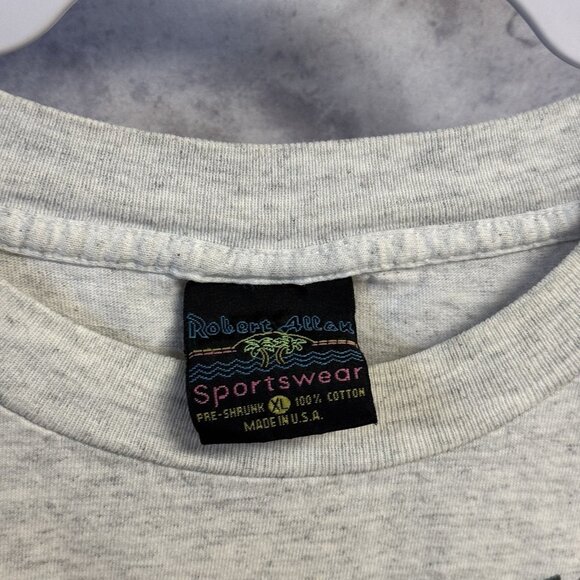 Robert Allan
Sportswear
PRE-SHRUNK XL 100% COTTON
MADE IN U.S.A.